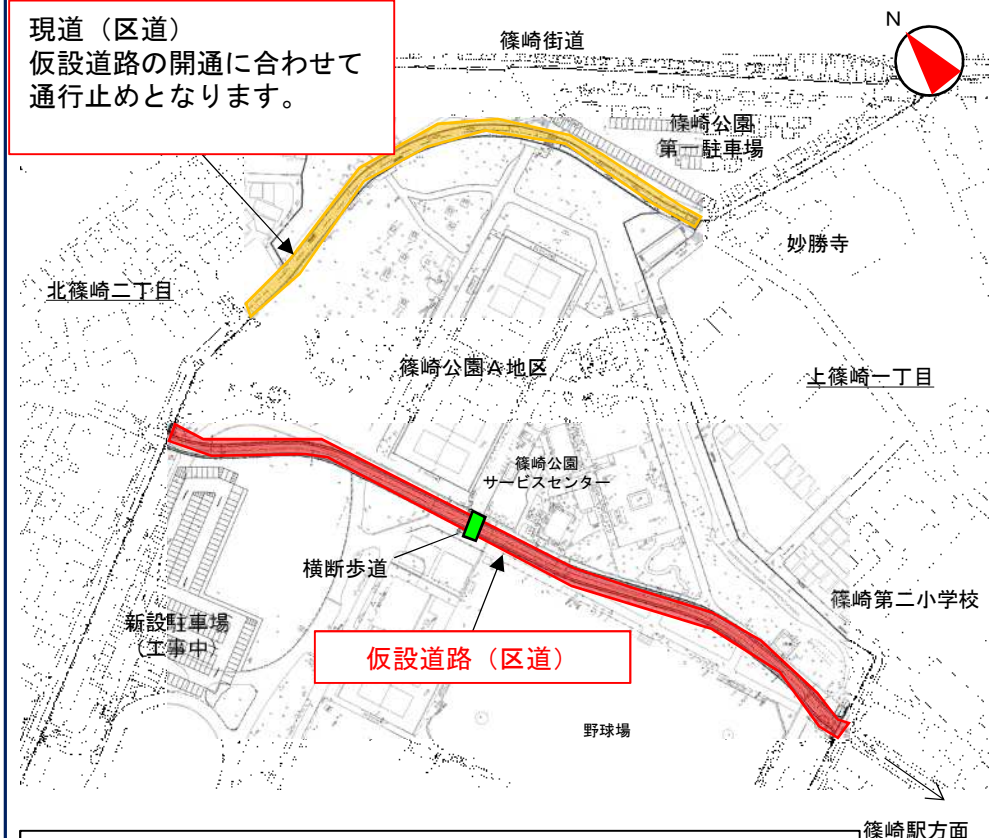 現道（区道）
仮設道路の開通に合わせて
通行止めとなります。
篠崎街道
N
篠崎公園
第一駐車場
妙勝寺
北篠崎二丁目
篠崎公園A地区
上篠崎一丁目
篠崎公園
サービスセンター
横断歩道
篠崎第二小学校
新設駐車場
（工事中）
仮設道路（区道）
野球場
篠崎駅方面